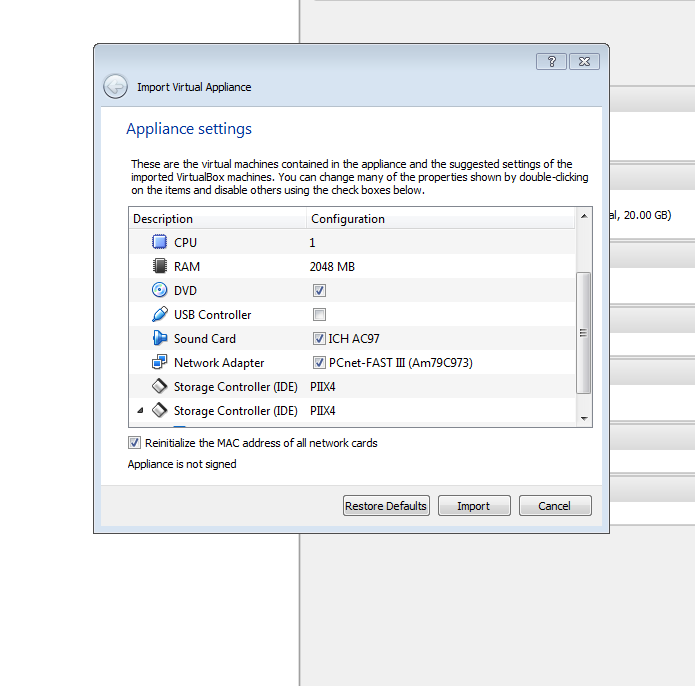 Import Virtual Appliance
Appliance settings
These are the virtual machines contained in the appliance and the suggested settings of the
imported VirtualBox machines. You can change many of the properties shown by double-clicking
on the items and disable others using the check boxes below.
Description Configuration
al, 20.00 GB)
CPU 1
RAM 2048 MB
DVD
USB Controller
Sound Card ICH AC97
Network Adapter PCnet-FAST III (Am79C973)
Storage Controller (IDE) PIIX4
Storage Controller (IDE) PIIX4
Reinitialize the MAC address of all network cards
Appliance is not signed
Restore Defaults Import Cancel